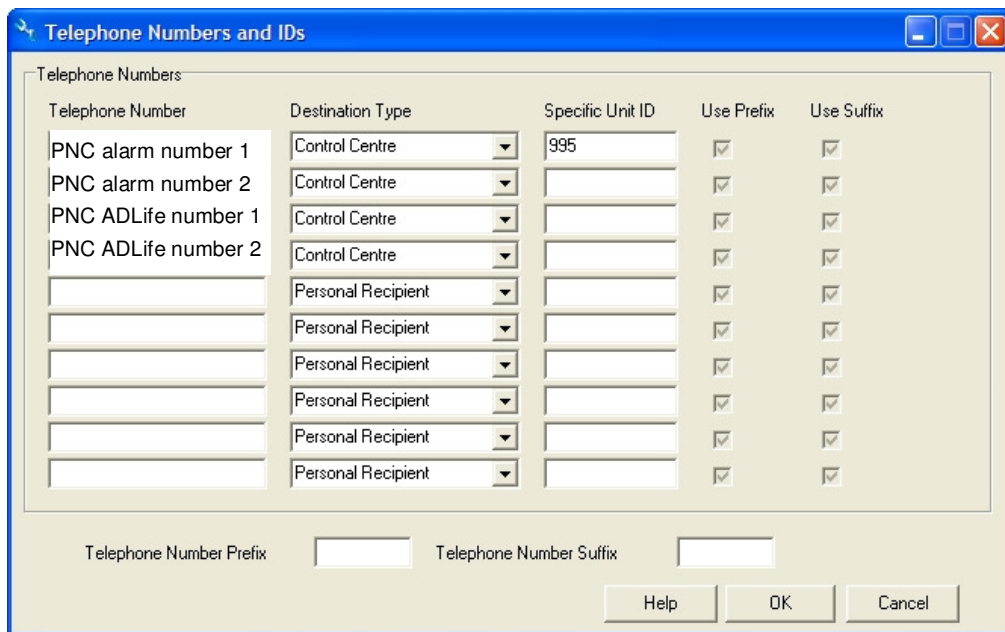 Telephone Numbers and IDs
Telephone Numbers
Telephone Number Destination Type Specific Unit ID Use Prefix Use Suffix
PNC alarm number 1 Control Centre 995
PNC alarm number 2 Control Centre
PNC ADLife number 1 Control Centre
PNC ADLife number 2 Control Centre
Personal Recipient
Personal Recipient
Personal Recipient
Personal Recipient
Personal Recipient
Personal Recipient
Telephone Number Prefix Telephone Number Suffix
Help OK Cancel